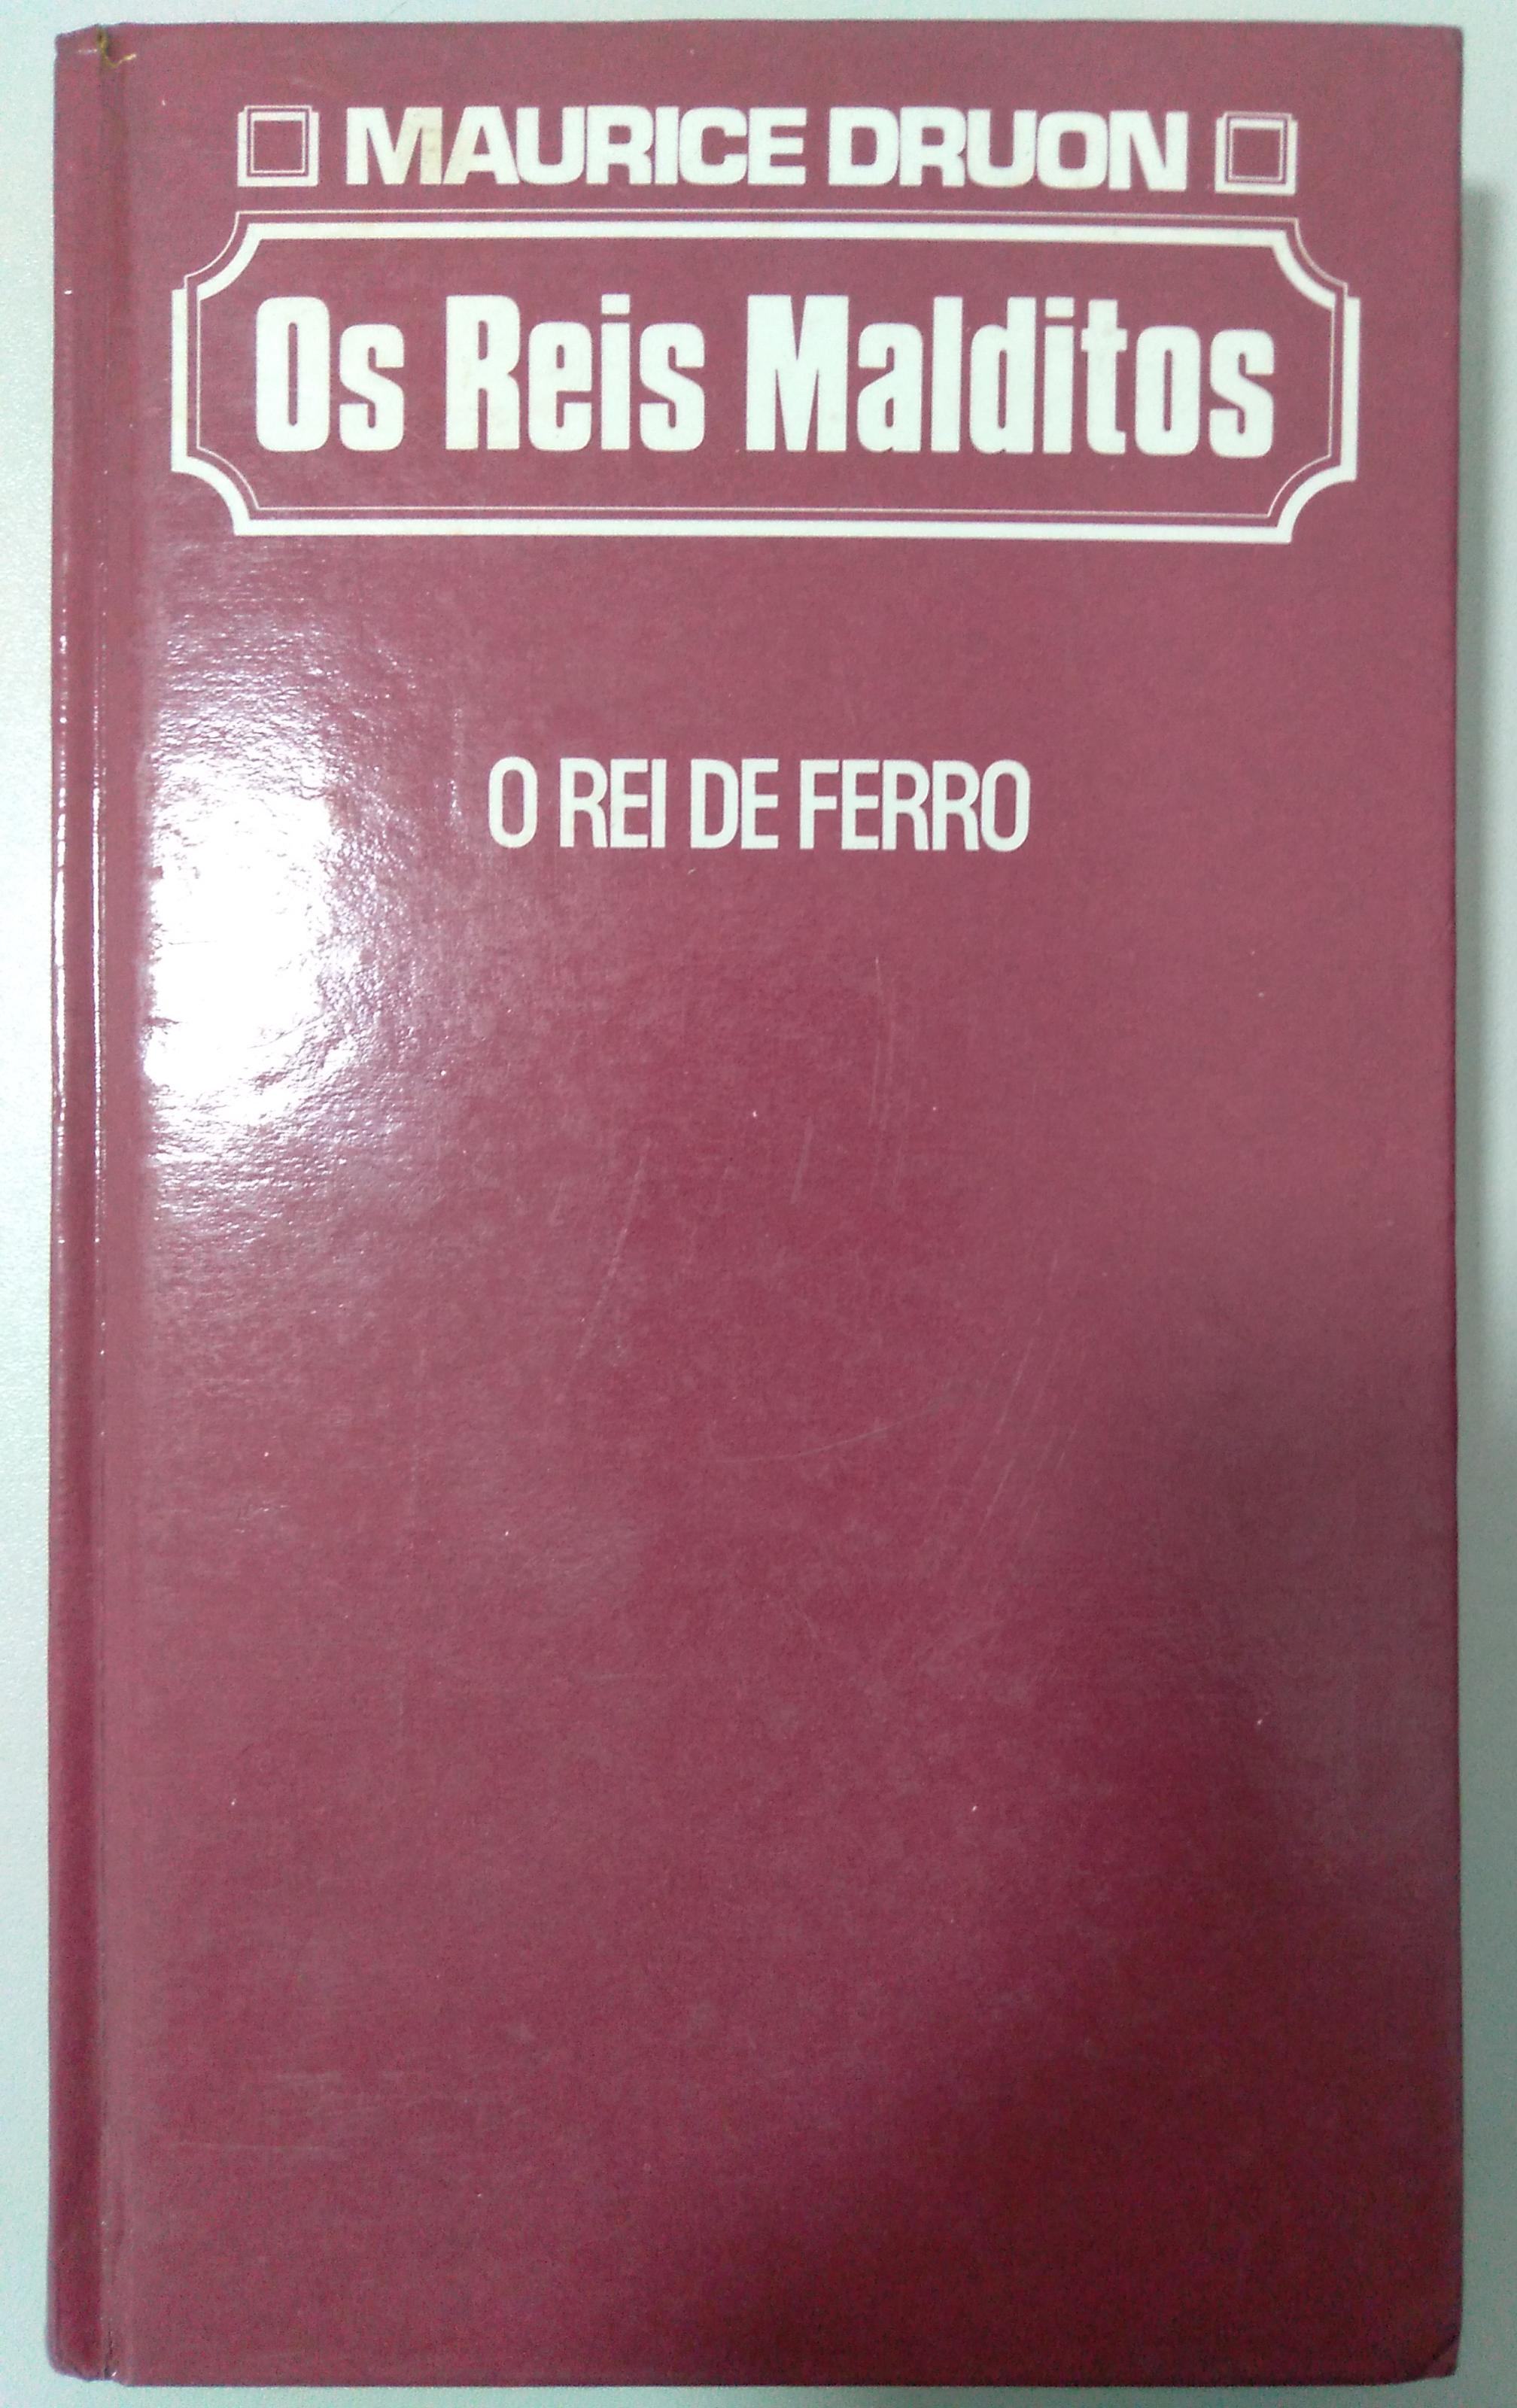 MAURICE DRUON
Os Reis Malditos
O REI DE FERRO